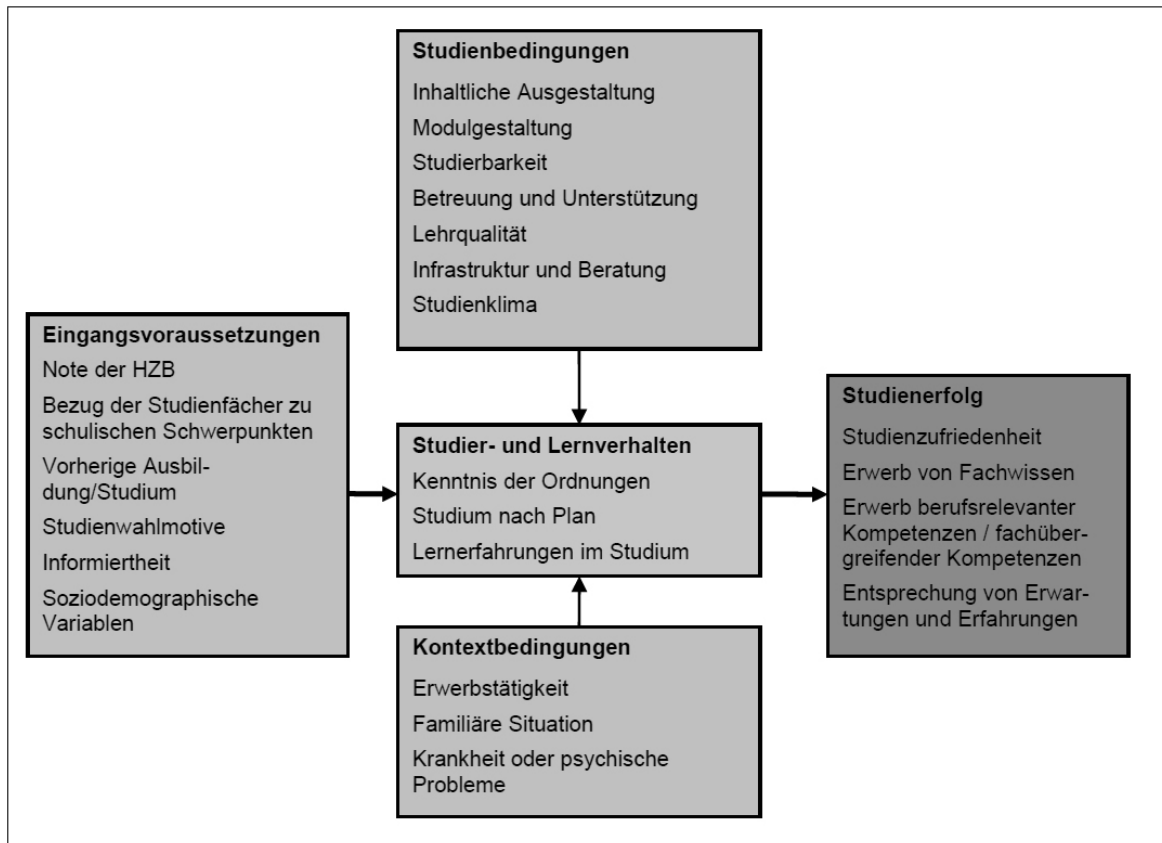 Studienbedingungen
Inhaltliche Ausgestaltung
Modulgestaltung
Studierbarkeit
Betreuung und Unterstützung
Lehrqualität
Infrastruktur und Beratung
Studienklima
Eingangsvoraussetzungen
Note der HZB
Bezug der Studienfächer zu
schulischen Schwerpunkten
Vorherige Ausbil-
dung/Studium
Studienwahlmotive
Informiertheit
Soziodemographische
Variablen
Studier- und Lernverhalten
Kenntnis der Ordnungen
Studium nach Plan
Lernerfahrungen im Studium
Kontextbedingungen
Erwerbstätigkeit
Familiäre Situation
Krankheit oder psychische
Probleme
Studienerfolg
Studienzufriedenheit
Erwerb von Fachwissen
Erwerb berufsrelevanter
Kompetenzen / fachüber-
greifender Kompetenzen
Entsprechung von Erwar-
tungen und Erfahrungen